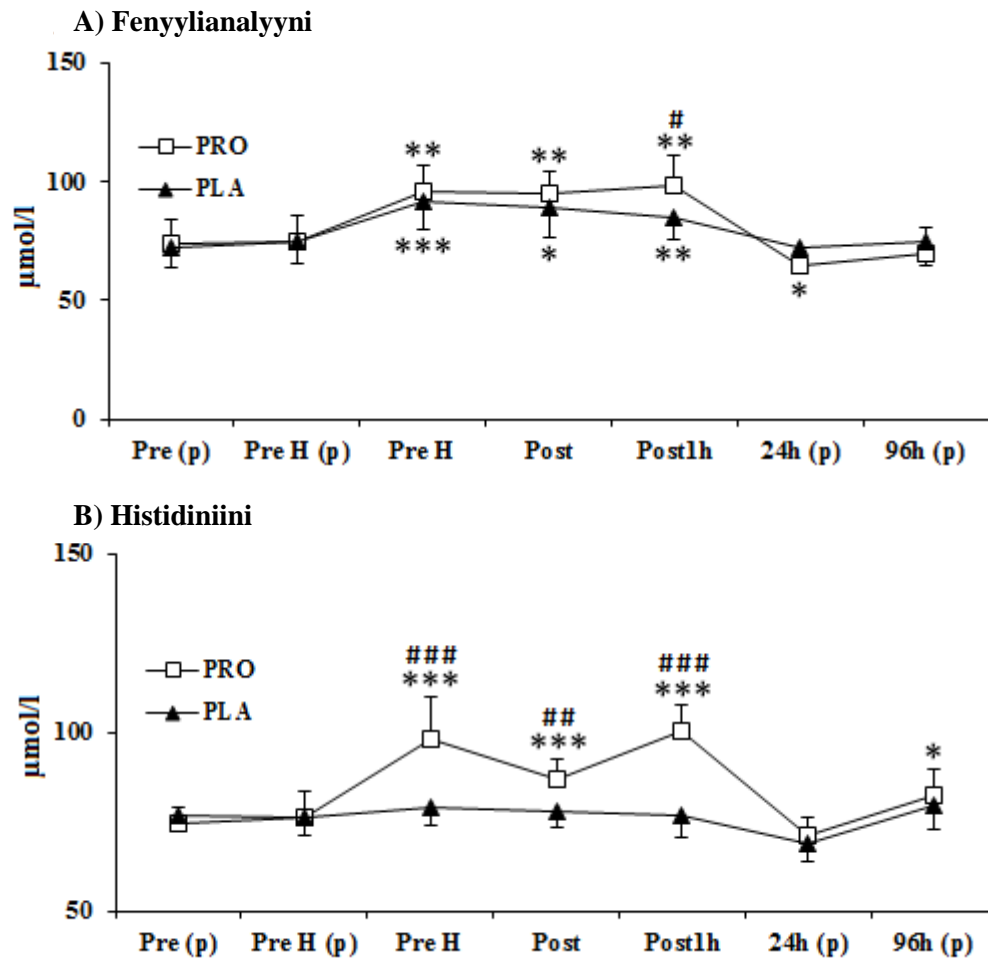 A) Fenyylianalyyni
150
PRO
PLA
#
** ** **
*** * **
*
100
50
0
µmol/l
Pre (p) Pre H (p) Pre H Post Post1h 24h (p) 96h (p)
B) Histidiniini
150
PRO
PLA
### ###
*** ***
##
***
*
100
50
µmol/l
Pre (p) Pre H (p) Pre H Post Post1h 24h (p) 96h (p)